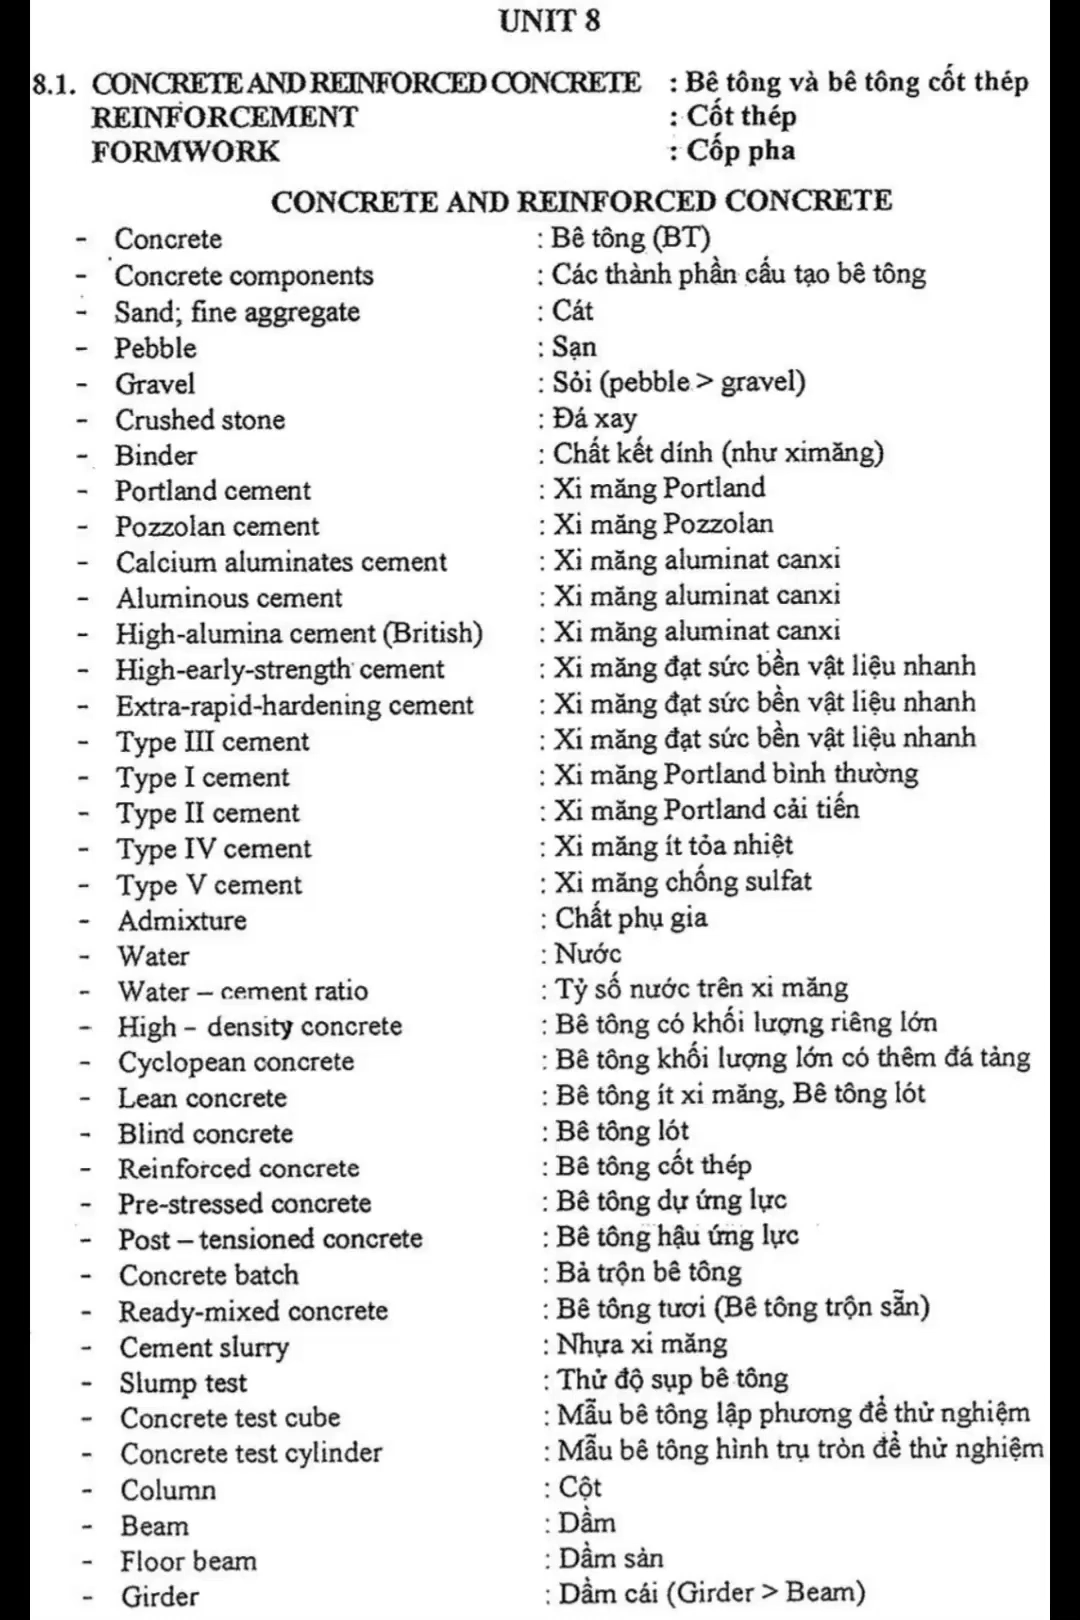 UNIT 8
8.1. CONCRETE AND REINFORCED CONCRETE : Bê tông và bê tông cốt thép
REINFORCEMENT : Cốt thép
FORMWORK : Cốp pha
CONCRETE AND REINFORCED CONCRETE
- Concrete : Bê tông (BT)
- Concrete components : Các thành phần cấu tạo bê tông
- Sand; fine aggregate : Cát
- Pebble : Sạn
- Gravel : Sỏi (pebble > gravel)
- Crushed stone : Đá xay
- Binder : Chất kết dính (như ximăng)
- Portland cement : Xi măng Portland
- Pozzolan cement : Xi măng Pozzolan
- Calcium aluminates cement : Xi măng aluminat canxi
- Aluminous cement : Xi măng aluminat canxi
- High-alumina cement (British) : Xi măng aluminat canxi
- High-early-strength cement : Xi măng đạt sức bền vật liệu nhanh
- Extra-rapid-hardening cement : Xi măng đạt sức bền vật liệu nhanh
- Type III cement : Xi măng đạt sức bền vật liệu nhanh
- Type I cement : Xi măng Portland bình thường
- Type II cement : Xi măng Portland cải tiến
- Type IV cement : Xi măng ít tỏa nhiệt
- Type V cement : Xi măng chống sulfat
- Admixture : Chất phụ gia
- Water : Nước
- Water – cement ratio : Tỷ số nước trên xi măng
- High – density concrete : Bê tông có khối lượng riêng lớn
- Cyclopean concrete : Bê tông khối lượng lớn có thêm đá tảng
- Lean concrete : Bê tông ít xi măng, Bê tông lót
- Blind concrete : Bê tông lót
- Reinforced concrete : Bê tông cốt thép
- Pre-stressed concrete : Bê tông dự ứng lực
- Post – tensioned concrete : Bê tông hậu ứng lực
- Concrete batch : Bả trộn bê tông
- Ready-mixed concrete : Bê tông tươi (Bê tông trộn sẵn)
- Cement slurry : Nhựa xi măng
- Slump test : Thử độ sụp bê tông
- Concrete test cube : Mẫu bê tông lập phương để thử nghiệm
- Concrete test cylinder : Mẫu bê tông hình trụ tròn để thử nghiệm
- Column : Cột
- Beam : Dầm
- Floor beam : Dầm sàn
- Girder : Dầm cái (Girder > Beam)